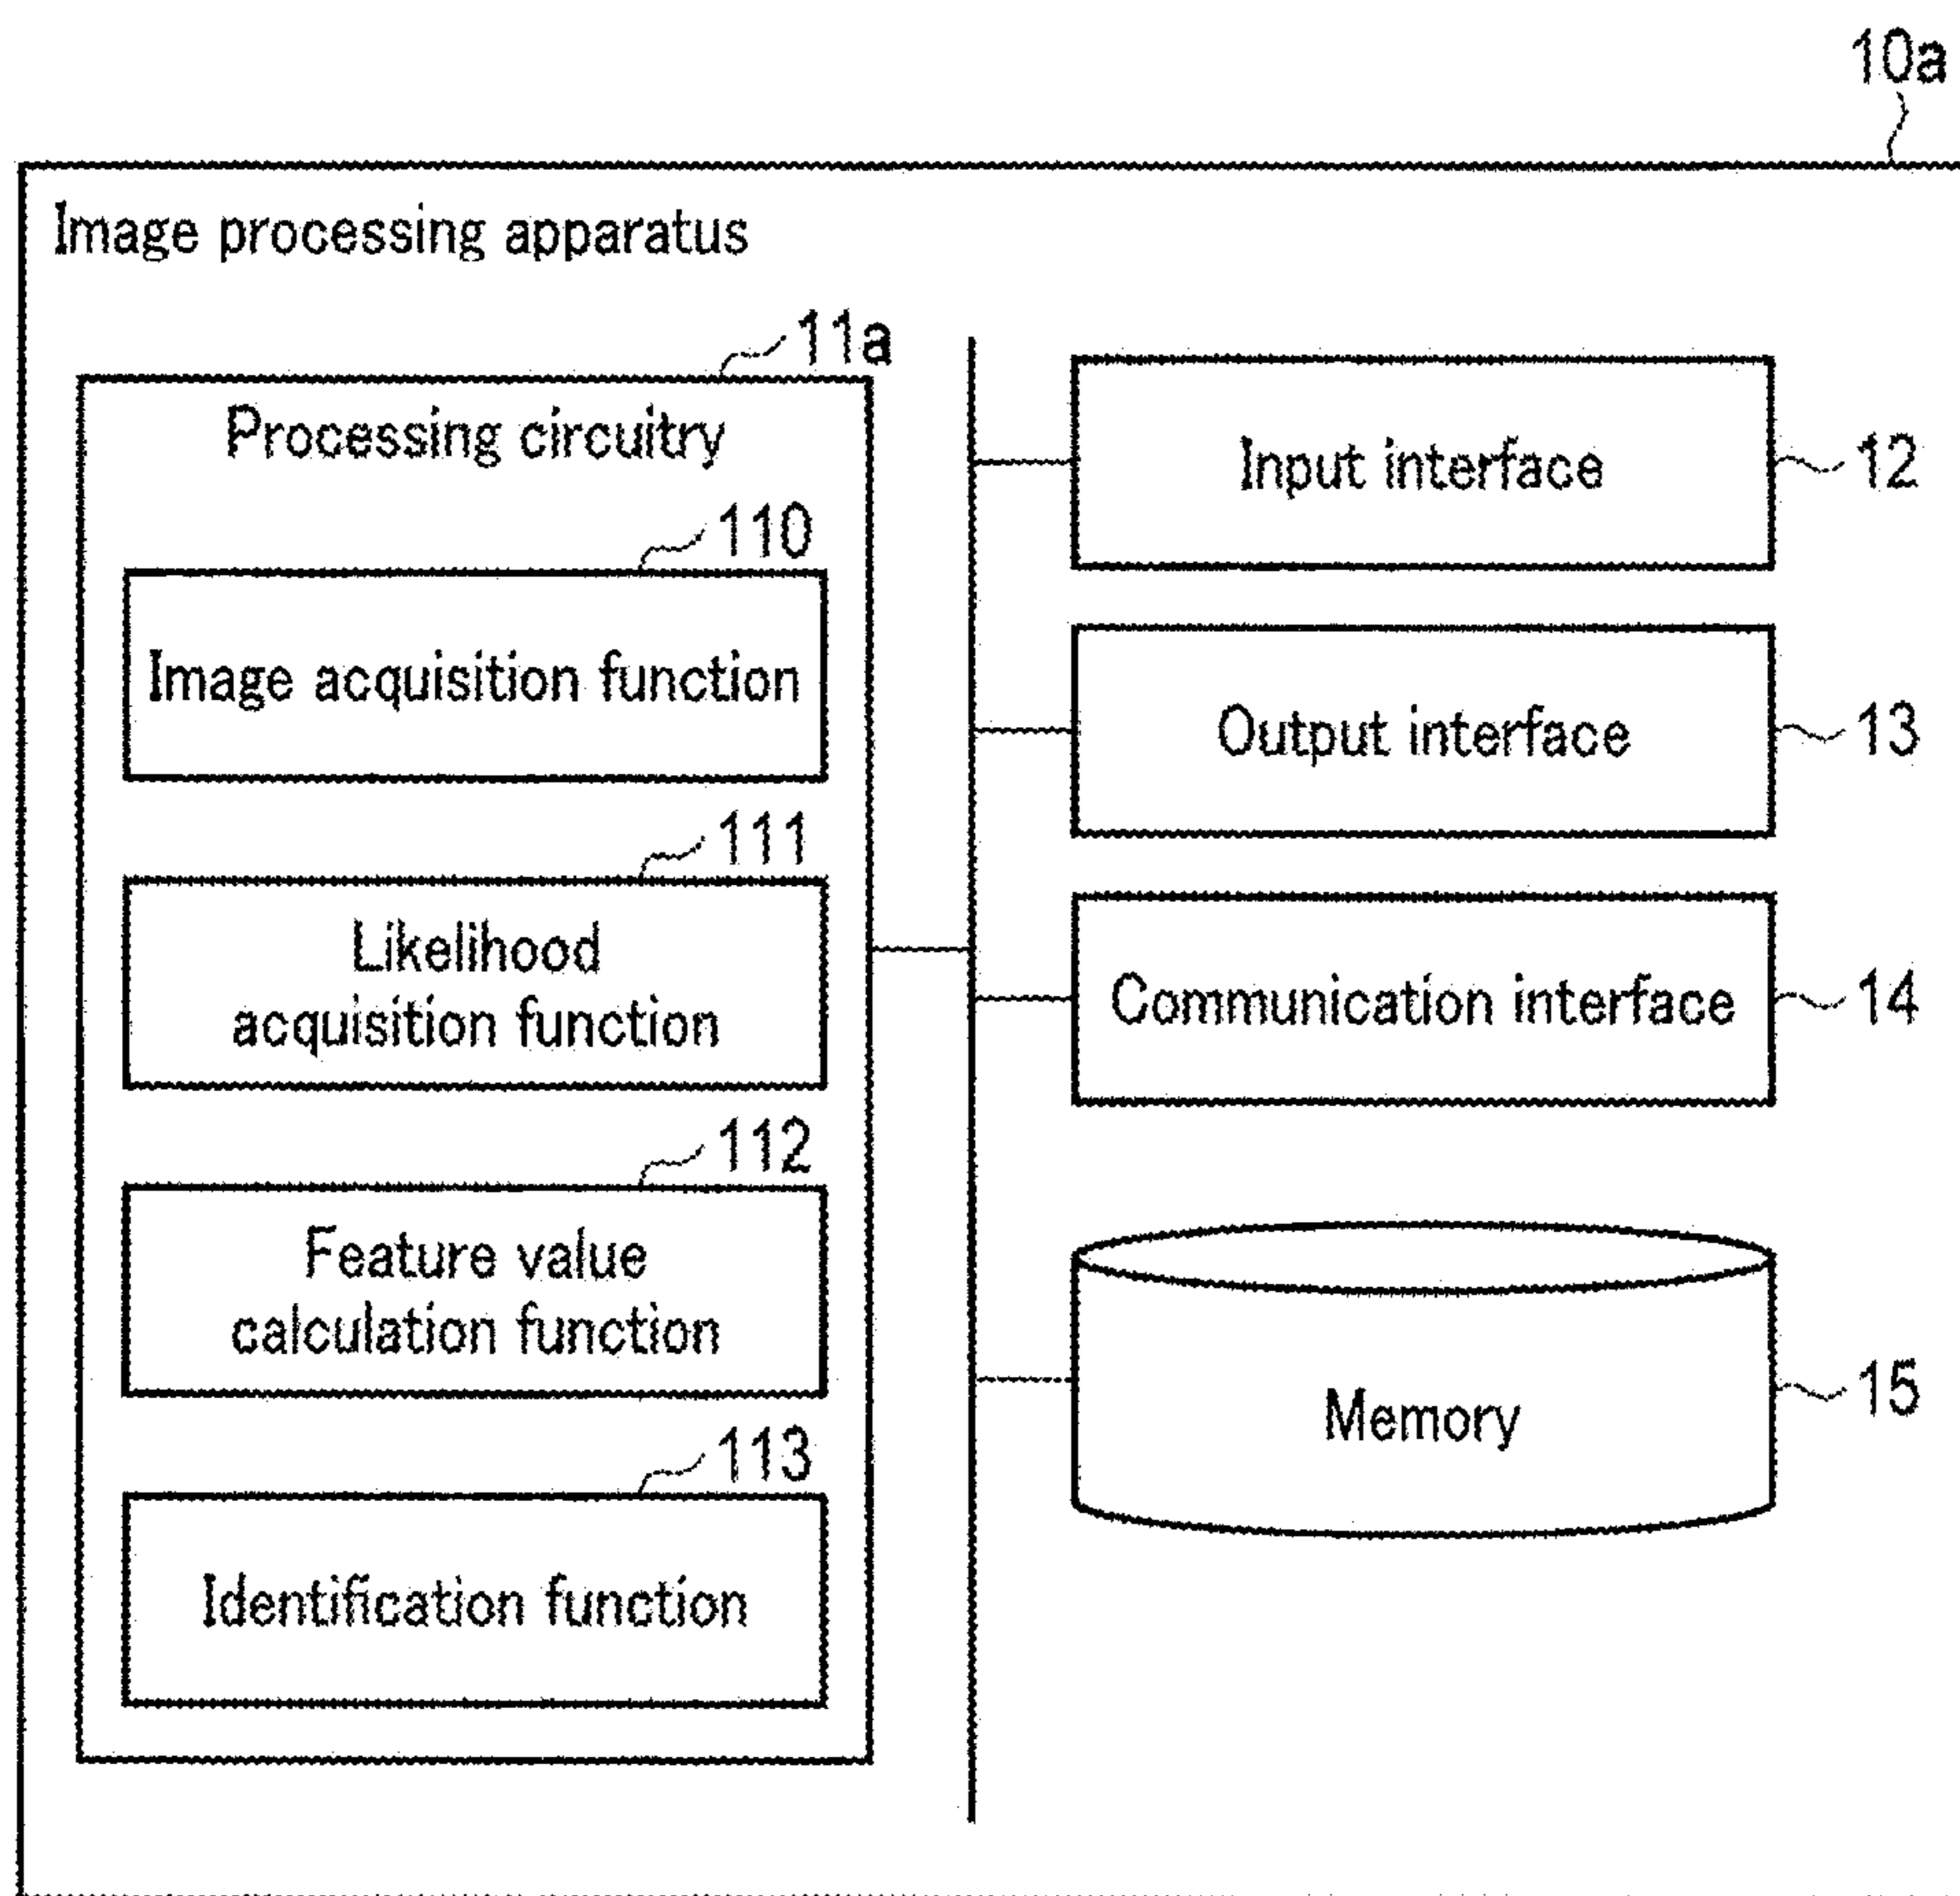 10a
Image processing apparatus
11a
Processing circuitry
110
Image acquisition function
111
Likelihood
acquisition function
112
Feature value
calculation function
113
Identification function
Input interface
12
Output interface
13
Communication interface
14
Memory
15